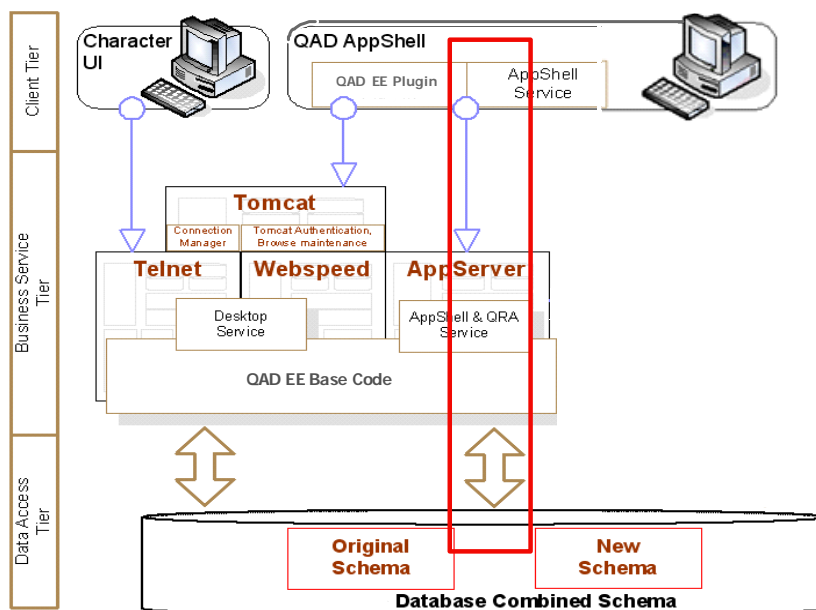 Client Tier
Character
UI
QAD AppShell
QAD EE Plugin
AppShell
Service
Business Service
Tier
Tomcat
Connection
Manager
Tomcat Authentication,
Browse maintenance
Telnet
Webspeed
AppServer
Desktop
Service
AppShell & QRA
Service
QAD EE Base Code
Data Access
Tier
Original
Schema
New
Schema
Database Combined Schema